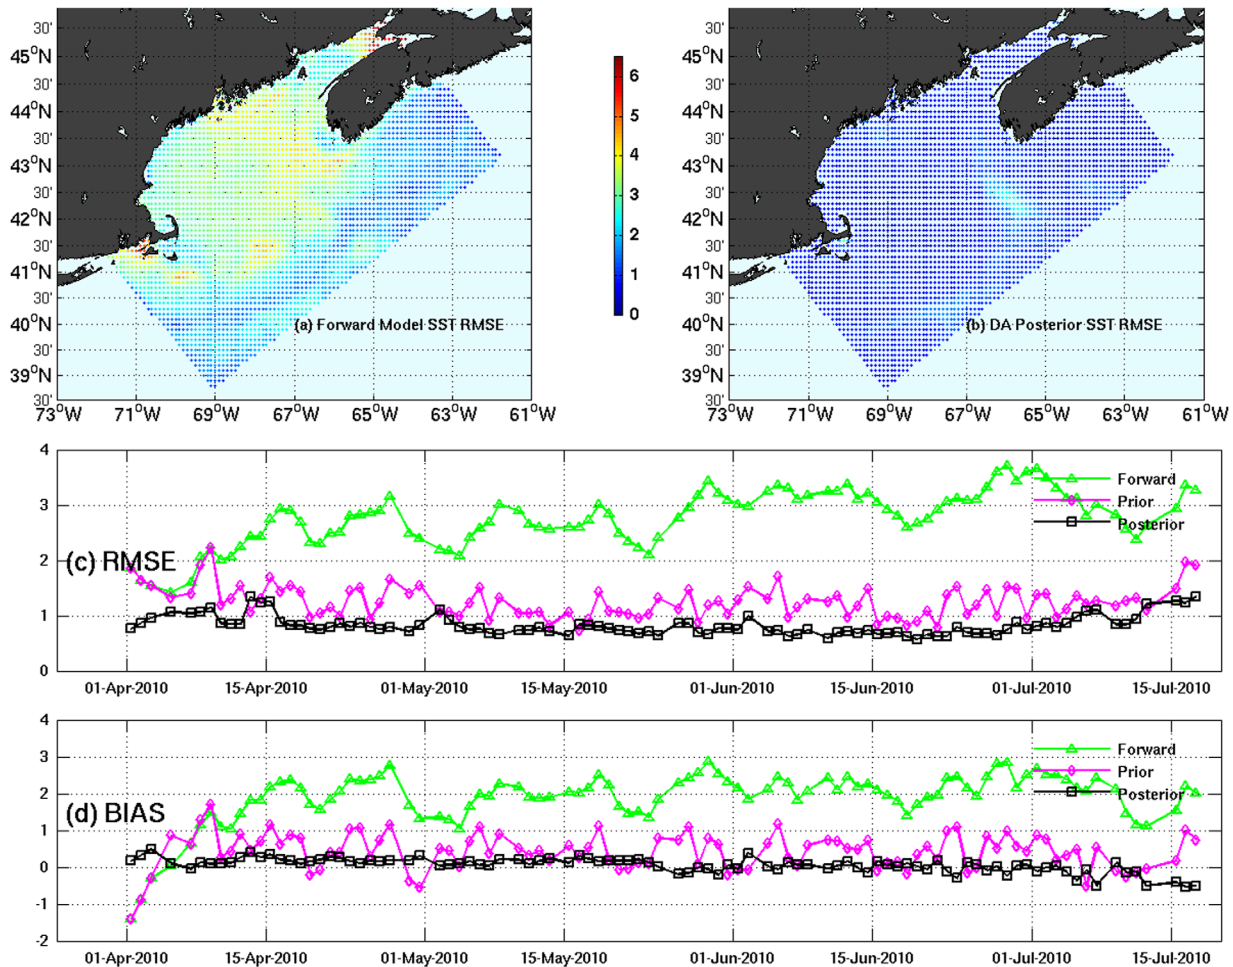 30'
45°N
30'
44°N
30'
43°N
30'
42°N
30'
41°N
30'
40°N
30'
39°N
30'
73°W 71°W 69°W 67°W 65°W 63°W 61°W
(a) Forward Model SST RMSE
6
5
4
3
2
1
0
30'
45°N
30'
44°N
30'
43°N
30'
42°N
30'
41°N
30'
40°N
30'
39°N
30'
73°W 71°W 69°W 67°W 65°W 63°W 61°W
(b) DA Posterior SST RMSE
4
3
2
1
0
(c) RMSE
Forward
Prior
Posterior
01-Apr-2010 15-Apr-2010 01-May-2010 15-May-2010 01-Jun-2010 15-Jun-2010 01-Jul-2010 15-Jul-2010
4
3
2
1
0
-1
-2
(d) BIAS
Forward
Prior
Posterior
01-Apr-2010 15-Apr-2010 01-May-2010 15-May-2010 01-Jun-2010 15-Jun-2010 01-Jul-2010 15-Jul-2010